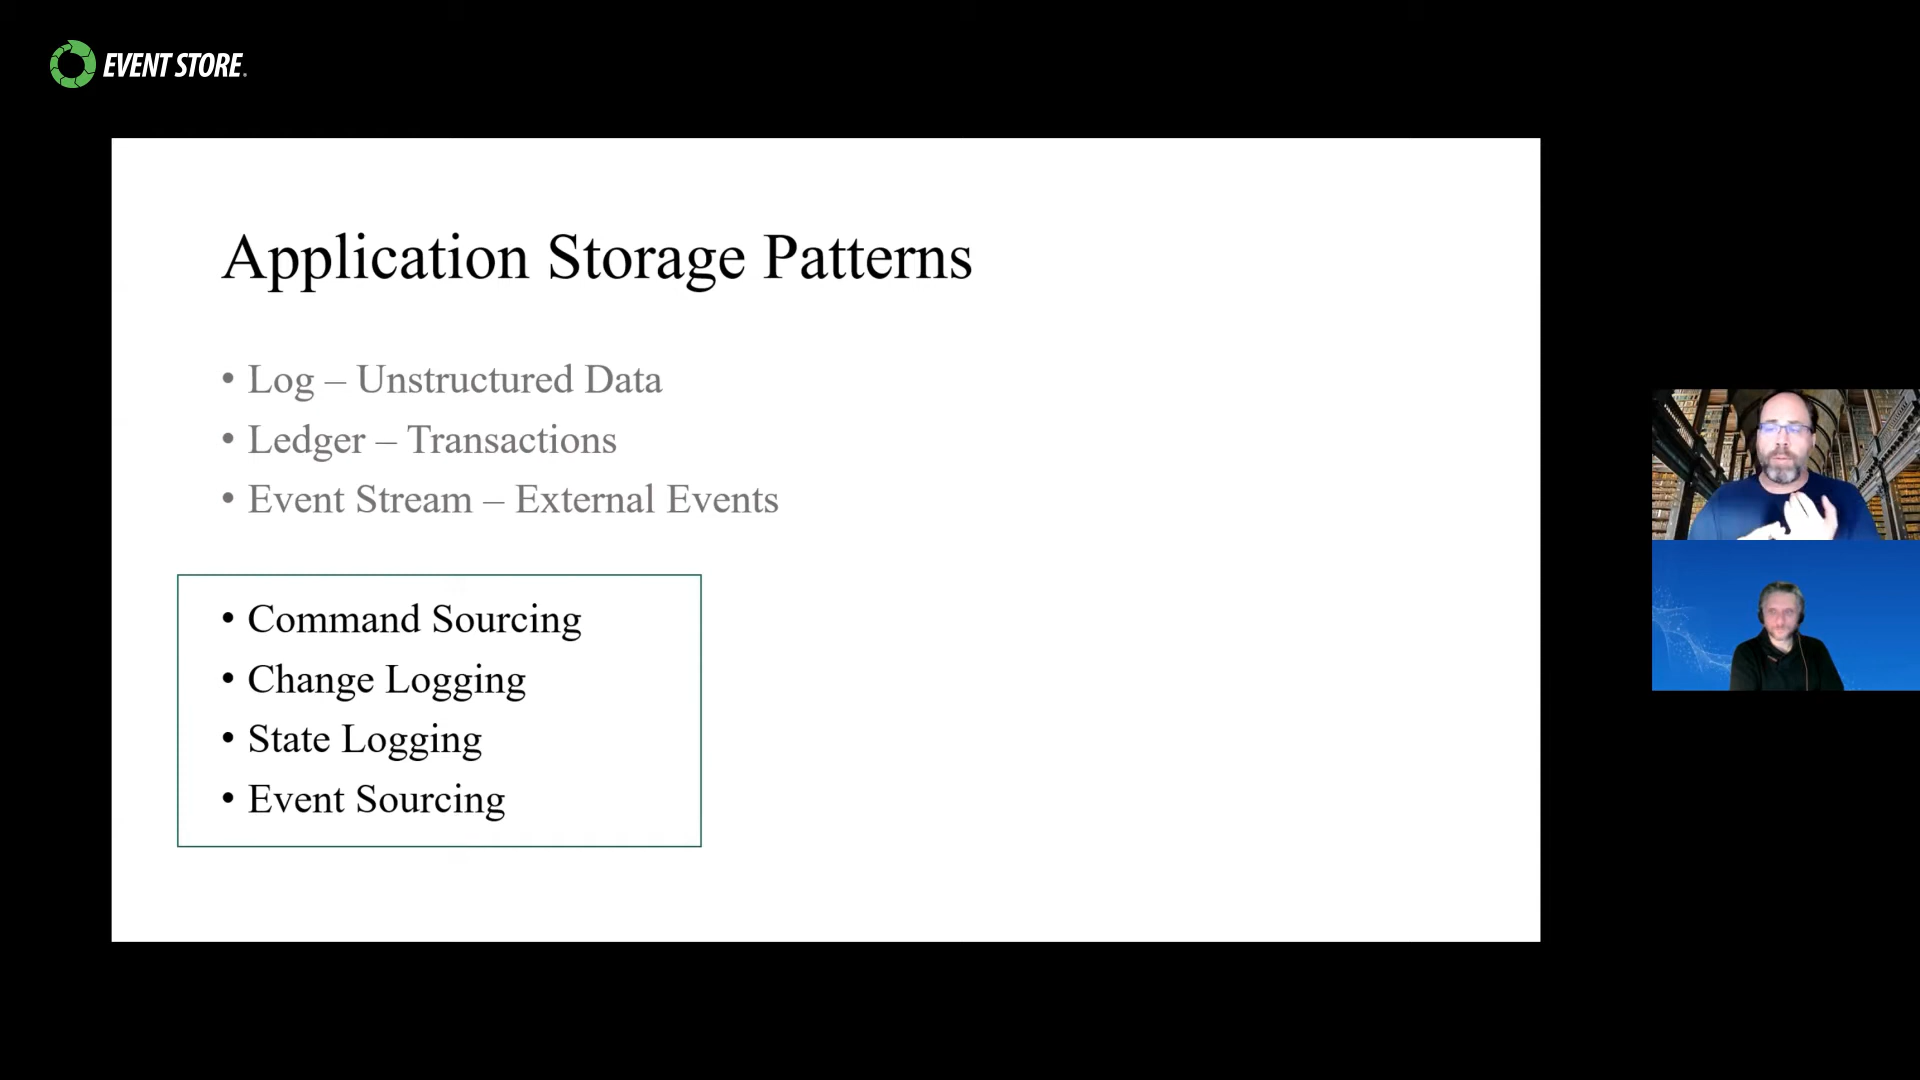 EVENT STORE
Application Storage Patterns
• Log – Unstructured Data
• Ledger – Transactions
• Event Stream – External Events
• Command Sourcing
• Change Logging
• State Logging
• Event Sourcing